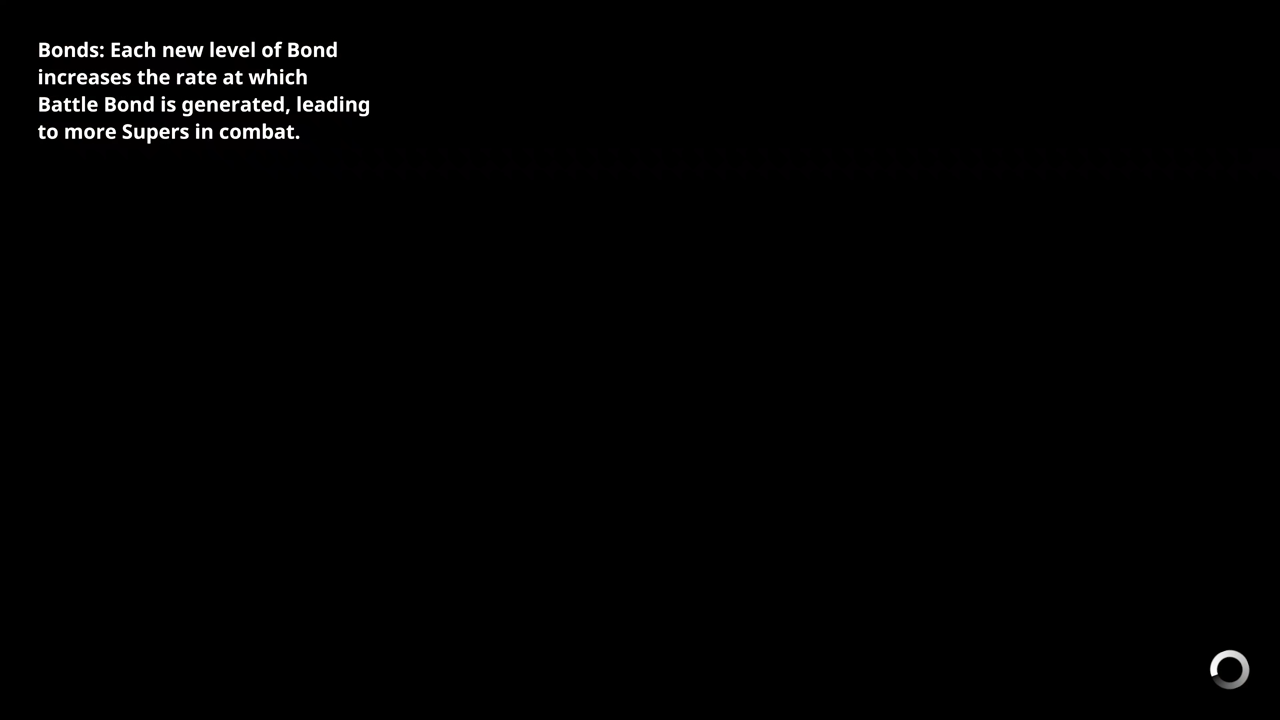 Bonds: Each new level of Bond
increases the rate at which
Battle Bond is generated, leading
to more Supers in combat.